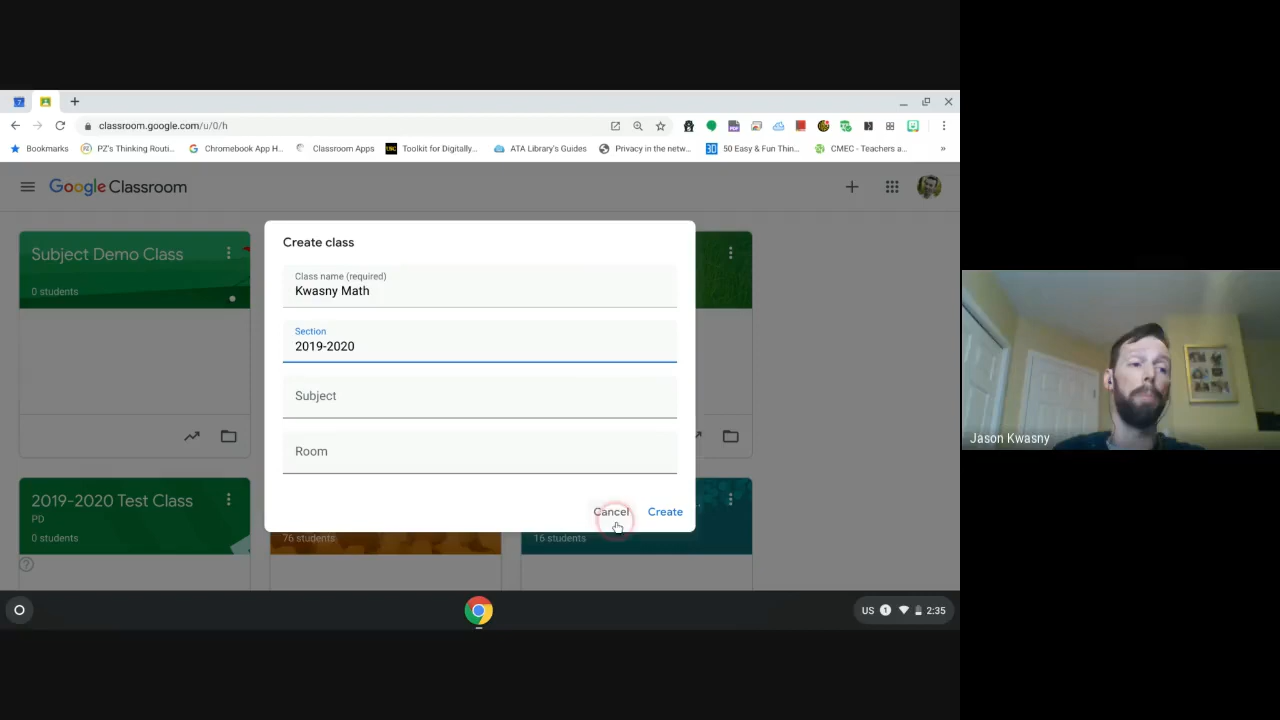 classroom.google.com/u/0/h
Bookmarks
PZ's Thinking Routi...
Chromebook App H...
Classroom Apps
Toolkit for Digitally...
ATA Library's Guides
Privacy in the netw...
30 50 Easy & Fun Thin...
CMEC - Teachers a...
»
Google Classroom
Subject Demo Class
0 students
Create class
Class name (required)
Kwasny Math
Section
2019-2020
Subject
Room
Cancel
Create
2019-2020 Test Class
PD
0 students
76 students
16 students
US
1
2:35
Jason Kwasny